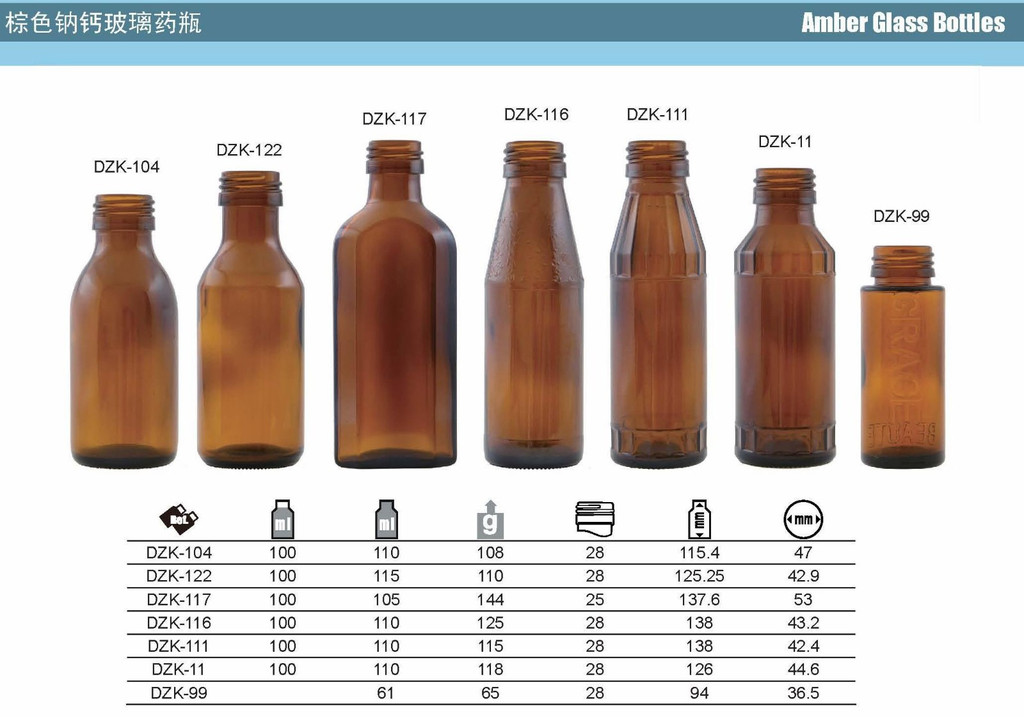 棕色钠钙玻璃药瓶 Amber Glass Bottles
DZK-117 DZK-116 DZK-111
DZK-104 DZK-122 DZK-11
DZK-99
GRACE
Ref. ml ml g mm mm
DZK-104 100 110 108 28 115.4 47
DZK-122 100 115 110 28 125.25 42.9
DZK-117 100 105 144 25 137.6 53
DZK-116 100 110 125 28 138 43.2
DZK-111 100 110 115 28 138 42.4
DZK-11 100 110 118 28 126 44.6
DZK-99 61 65 28 94 36.5